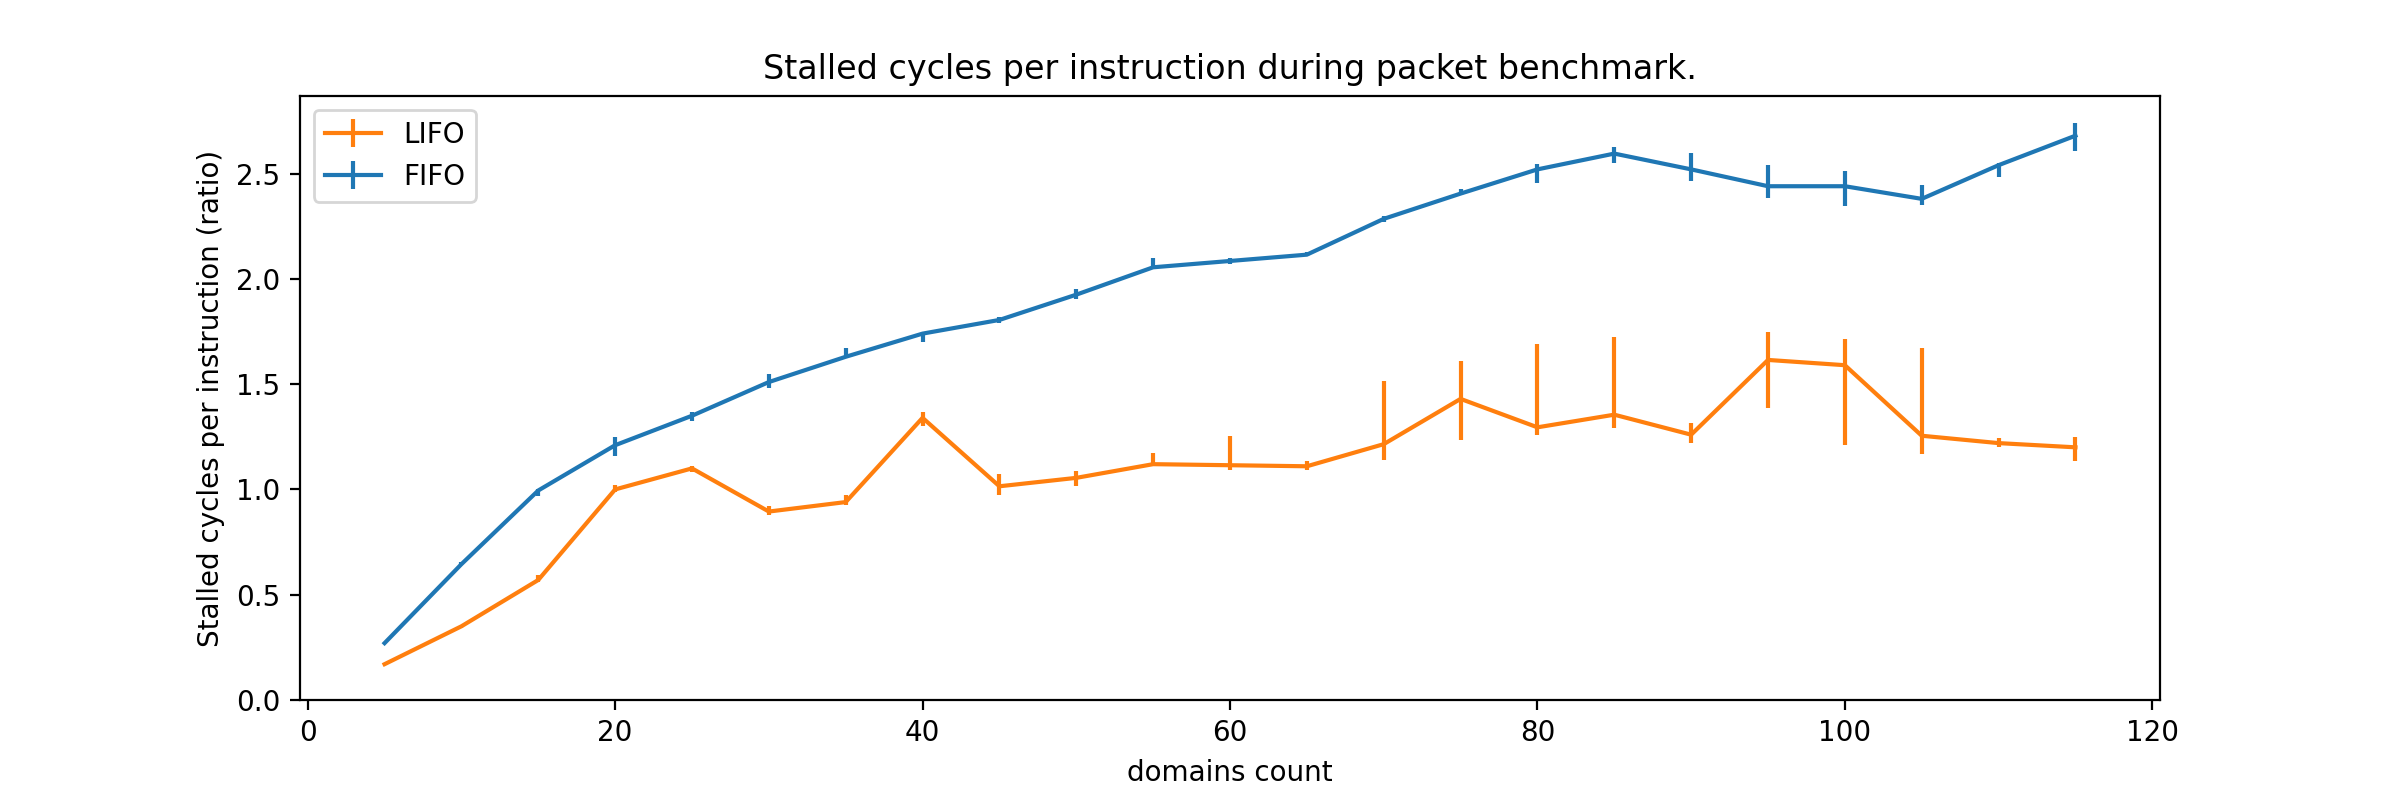 Stalled cycles per instruction during packet benchmark.
LIFO
FIFO
Stalled cycles per instruction (ratio)
2.5
2.0
1.5
1.0
0.5
0.0
0 20 40 60 80 100 120
domains count